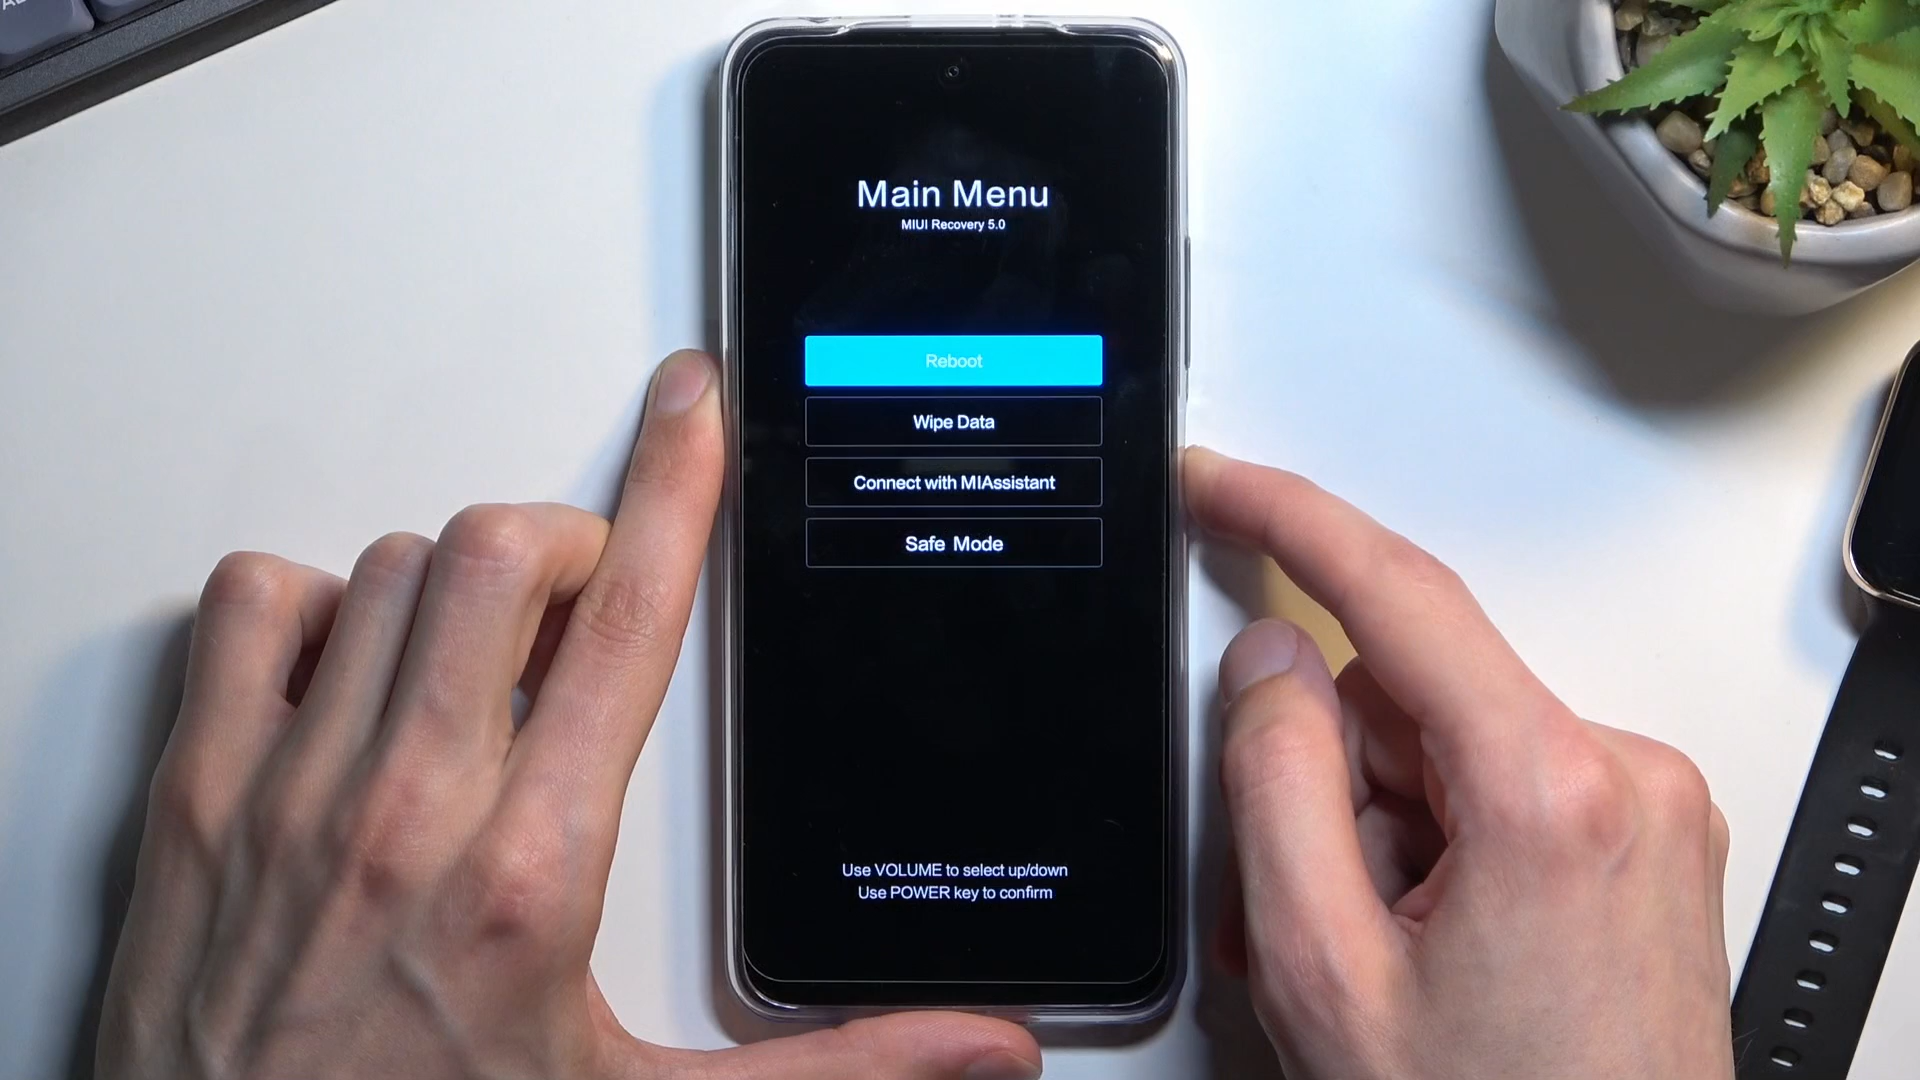 Main Menu
MIUI Recovery 5.0
Reboot
Wipe Data
Connect with MIAssistant
Safe Mode
Use VOLUME to select up/down
Use POWER key to confirm